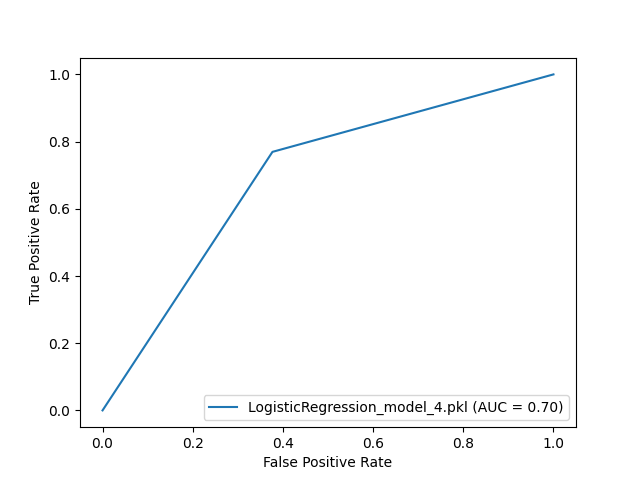 1.0
0.8
0.6
0.4
0.2
0.0
True Positive Rate
LogisticRegression_model_4.pkl (AUC = 0.70)
0.0 0.2 0.4 0.6 0.8 1.0
False Positive Rate